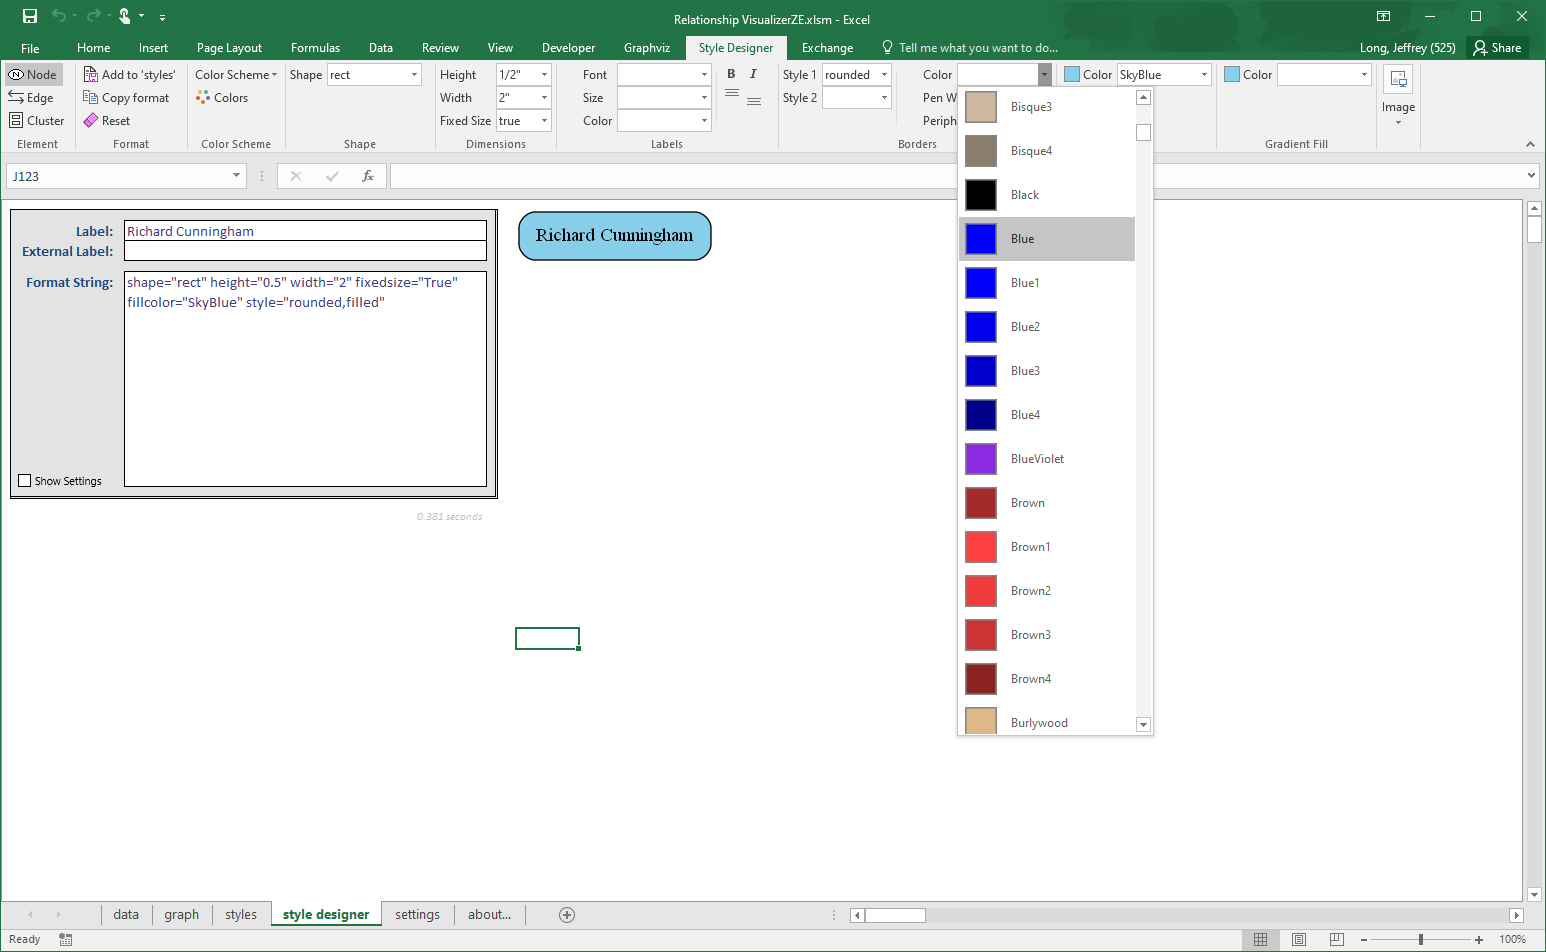 Relationship VisualizerZE.xlsm - Excel
File Home Insert Page Layout Formulas Data Review View Developer Graphviz Style Designer Exchange Tell me what you want to do... Long, Jeffrey (525) Share
Node Add to 'styles' Color Scheme Shape rect Height 1/2" Font B I Style 1 rounded Color Color SkyBlue Color
Edge Copy format Colors Width 2" Size Style 2 Pen W
Cluster Reset Fixed Size true Color Periph Image
Element Format Color Scheme Shape Dimensions Labels Borders Gradient Fill
J123 fx
Label: Richard Cunningham
External Label:
Format String: shape="rect" height="0.5" width="2" fixedsize="True"
fillcolor="SkyBlue" style="rounded,filled"
Show Settings
0.381 seconds
Richard Cunningham
Bisque3
Bisque4
Black
Blue
Blue1
Blue2
Blue3
Blue4
BlueViolet
Brown
Brown1
Brown2
Brown3
Brown4
Burlywood
data graph styles style designer settings about...
Ready 100%